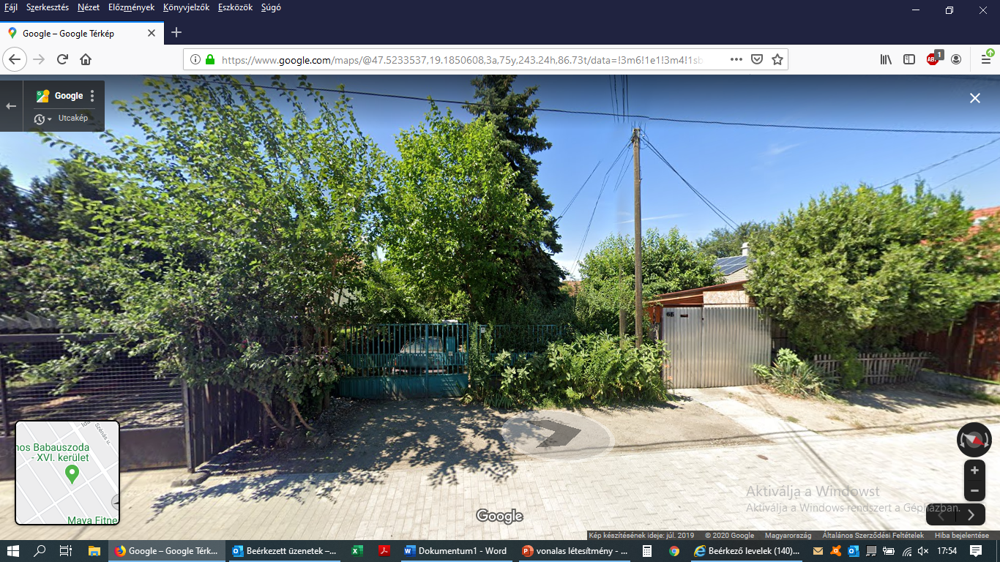 Fájl Szerkesztés Nézet Előzmények Könyvjelzők Eszközök Súgó
Google – Google Térkép
https://www.google.com/maps/@47.5233537,19.1850608,3a,75y,243.24h,86.73t/data=!3m6!1e1!3m4!1sb
ABP
1
Google
Utcakép
Szénás u.
nos Babauszoda
- XVI. kerület
Maya Fitne
Google
Aktiválja a Windowst
Aktiválja a Windows rendszert a Gépházban.
Kép készítésének ideje: júl. 2019 © 2020 Google Magyarország Általános Szerződési Feltételek Hiba bejelentése
Google – Google Térk... Beérkezett üzenetek –... Dokumentum1 - Word vonalas létesítmény - ... Beérkező levelek (140)... 17:54